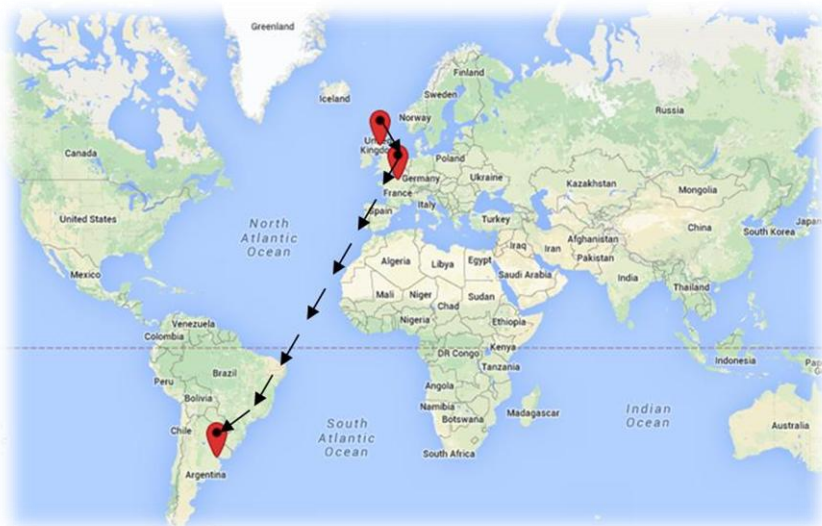 Greenland
Iceland
Finland
Sweden
Norway
Russia
United
Kingdom
Canada
Poland
Germany
Ukraine
Kazakhstan
France
Mongolia
Italy
Spain
United States
Turkey
North
Atlantic
Ocean
China
South Korea
Japan
Iraq
Iran
Afghanistan
Pakistan
Algeria
Libya
Egypt
Saudi Arabia
Mexico
India
Thailand
Mali
Niger
Chad
Sudan
Nigeria
Ethiopia
Venezuela
Colombia
Kenya
DR Congo
Indonesia
Tanzania
Peru
Brazil
Angola
Bolivia
Namibia
Botswana
Madagascar
Indian
Ocean
Chile
South
Atlantic
Ocean
Australia
South Africa
Argentina